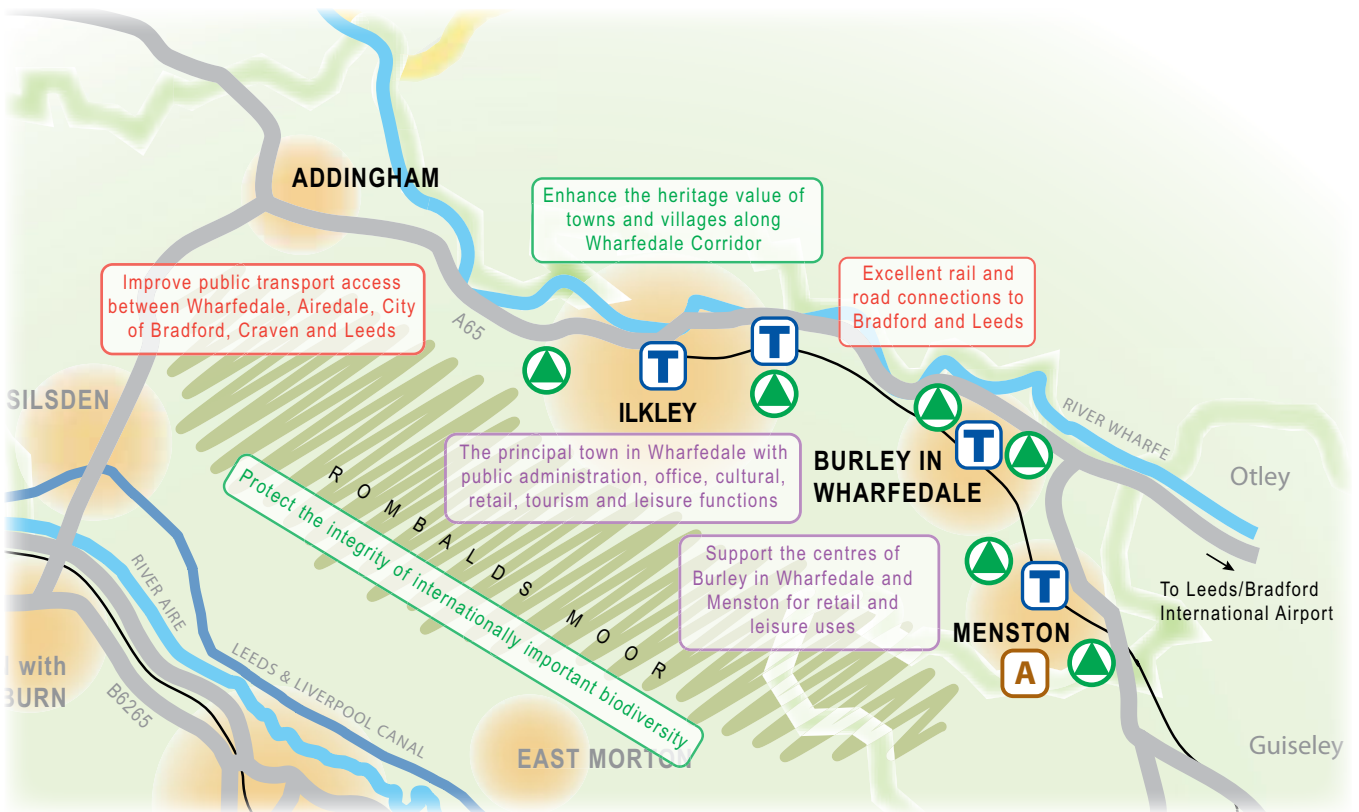 ADDINGHAM
Enhance the heritage value of
towns and villages along
Wharfedale Corridor
Improve public transport access
between Wharfedale, Airedale, City
of Bradford, Craven and Leeds
Excellent rail and
road connections to
Bradford and Leeds
A65
T
T
SILSDEN
ILKLEY
RIVER WHARFE
T
The principal town in Wharfedale with
public administration, office, cultural,
retail, tourism and leisure functions
BURLEY IN
WHARFEDALE
Otley
ROMBALDS MOOR
Protect the integrity of internationally important biodiversity
Support the centres of
Burley in Wharfedale and
Menston for retail and
leisure uses
T
To Leeds/Bradford
International Airport
MENSTON
A
RIVER AIRE
LEEDS & LIVERPOOL CANAL
with
BURN
B6265
EAST MORTON
Guiseley